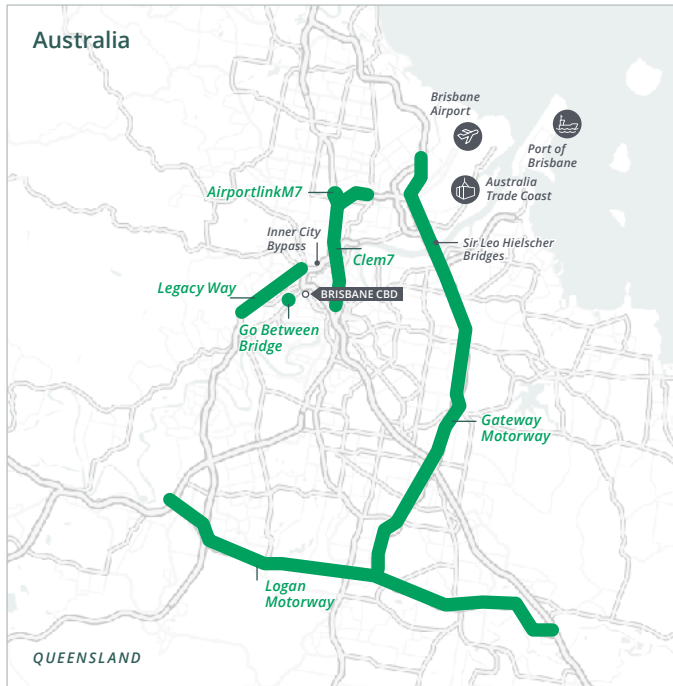 Australia
Brisbane
Airport
Port of
Brisbane
AirportlinkM7
Australia
Trade Coast
Inner City
Bypass
Sir Leo Hielscher
Bridges
Clem7
Legacy Way
BRISBANE CBD
Go Between
Bridge
Gateway
Motorway
Logan
Motorway
QUEENSLAND